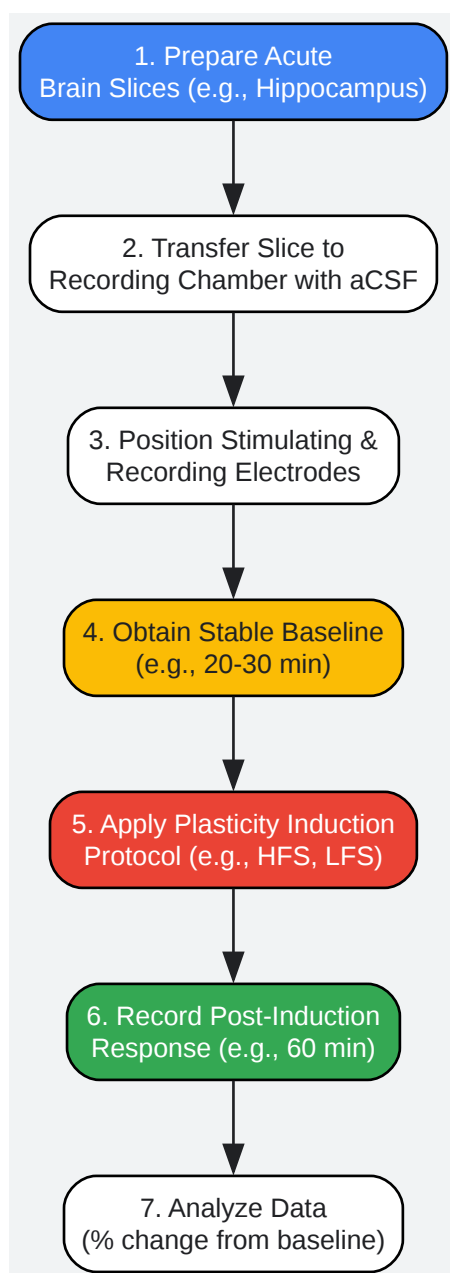 1. Prepare Acute
Brain Slices (e.g., Hippocampus)
2. Transfer Slice to
Recording Chamber with aCSF
3. Position Stimulating &
Recording Electrodes
4. Obtain Stable Baseline
(e.g., 20-30 min)
5. Apply Plasticity Induction
Protocol (e.g., HFS, LFS)
6. Record Post-Induction
Response (e.g., 60 min)
7. Analyze Data
(% change from baseline)